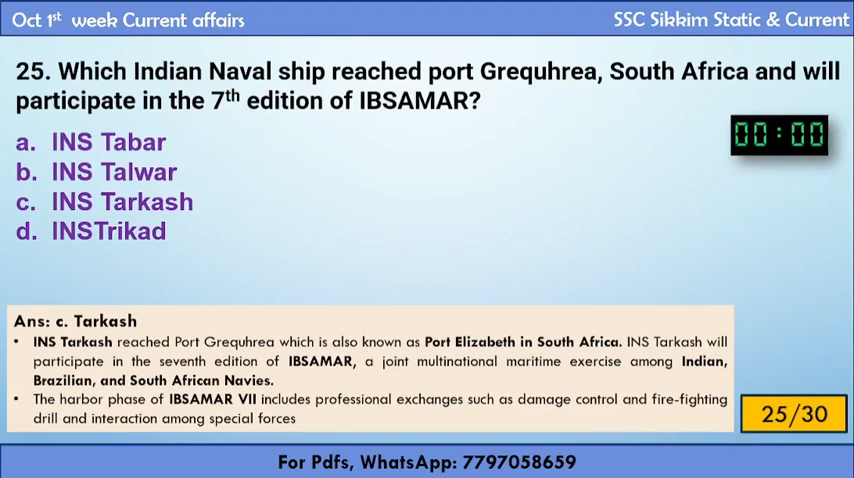 Oct 1st week Current affairs
SSC Sikkim Static & Current
25. Which Indian Naval ship reached port Grequhrea, South Africa and will
participate in the 7th edition of IBSAMAR?
00:00
a. INS Tabar
b. INS Talwar
c. INS Tarkash
d. INSTrikad
Ans: c. Tarkash
• INS Tarkash reached Port Grequhrea which is also known as Port Elizabeth in South Africa. INS Tarkash will
participate in the seventh edition of IBSAMAR, a joint multinational maritime exercise among Indian,
Brazilian, and South African Navies.
• The harbor phase of IBSAMAR VII includes professional exchanges such as damage control and fire-fighting
drill and interaction among special forces
25/30
For Pdfs, WhatsApp: 7797058659